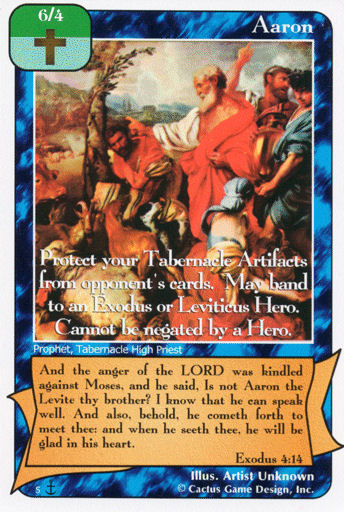 6/4
Aaron
Protect your Tabernacle Artifacts
from opponent's cards. May band
to an Exodus or Leviticus Hero.
Cannot be negated by a Hero.
Prophet, Tabernacle High Priest
And the anger of the LORD was kindled
against Moses, and he said, Is not Aaron the
Levite thy brother? I know that he can speak
well. And also, behold, he cometh forth to
meet thee: and when he seeth thee, he will be
glad in his heart.
Exodus 4:14
Illus. Artist Unknown
S
© Cactus Game Design, Inc.